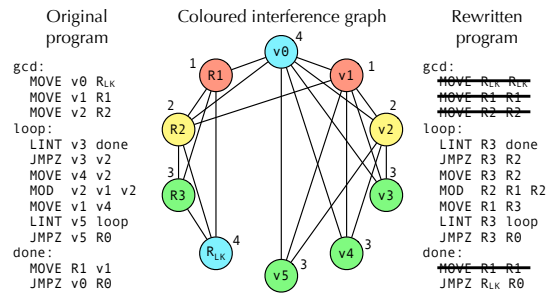 Original
program
gcd:
MOVE v0 RLK
MOVE v1 R1
MOVE v2 R2
loop:
LINT v3 done
JMPZ v3 v2
MOVE v4 v2
MOD v2 v1 v2
MOVE v1 v4
LINT v5 loop
JMPZ v5 R0
done:
MOVE R1 v1
JMPZ v0 R0
Coloured interference graph
4
v0
1
R1
v1
1
2
R2
v2
2
3
R3
v3
3
RLK
4
v4
3
v5
3
Rewritten
program
gcd:
MOVE RLK RLK
MOVE R1 R1
MOVE R2 R2
loop:
LINT R3 done
JMPZ R3 R2
MOVE R3 R2
MOD R2 R1 R2
MOVE R1 R3
LINT R3 loop
JMPZ R3 R0
done:
MOVE R1 R1
JMPZ RLK R0